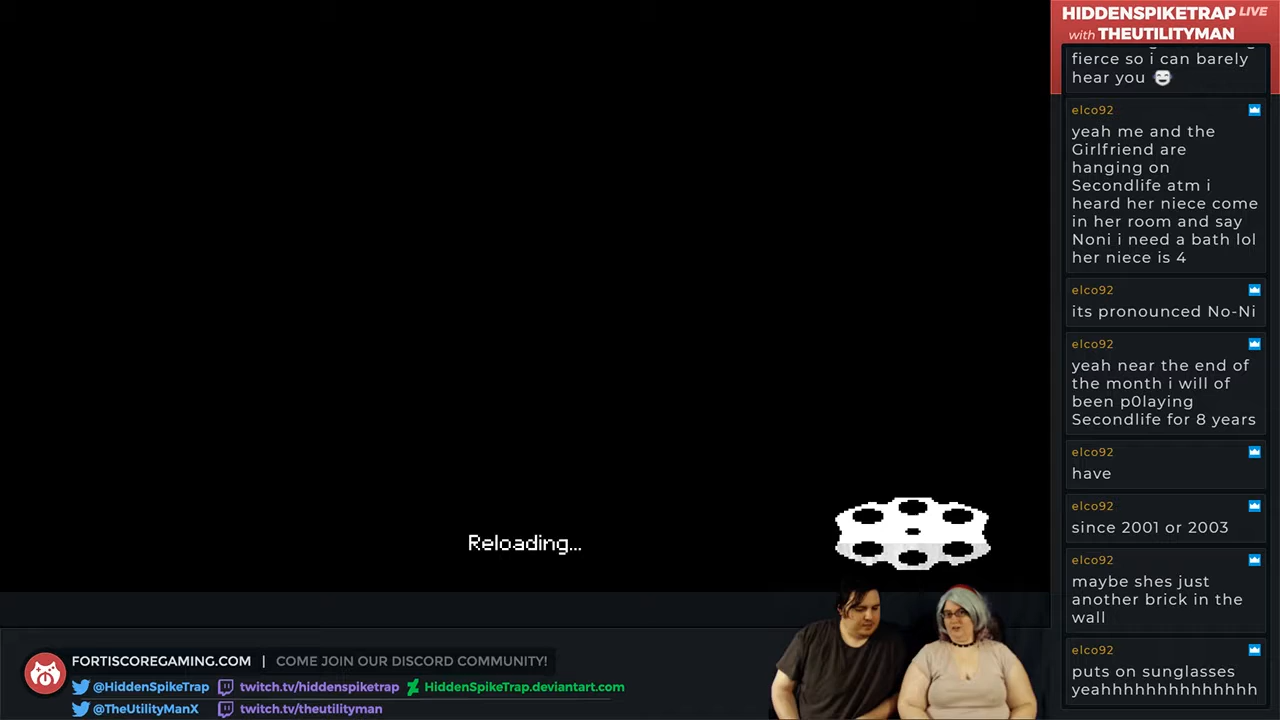 HIDDENSPIKETRAP LIVE
with THEUTILITYMAN
fierce so i can barely
hear you
elco92
yeah me and the
Girlfriend are
hanging on
Secondlife atm i
heard her niece come
in her room and say
Noni i need a bath lol
her niece is 4
elco92
its pronounced No-Ni
elco92
yeah near the end of
the month i will of
been p0laying
Secondlife for 8 years
elco92
have
elco92
since 2001 or 2003
elco92
maybe shes just
another brick in the
wall
elco92
puts on sunglasses
yeahhhhhhhhhhhhhh
Reloading...
FORTISCOREGAMING.COM | COME JOIN OUR DISCORD COMMUNITY!
@HiddenSpikeTrap twitch.tv/hiddenspiketrap HiddenSpikeTrap.deviantart.com
@TheUtilityManX twitch.tv/theutilityman